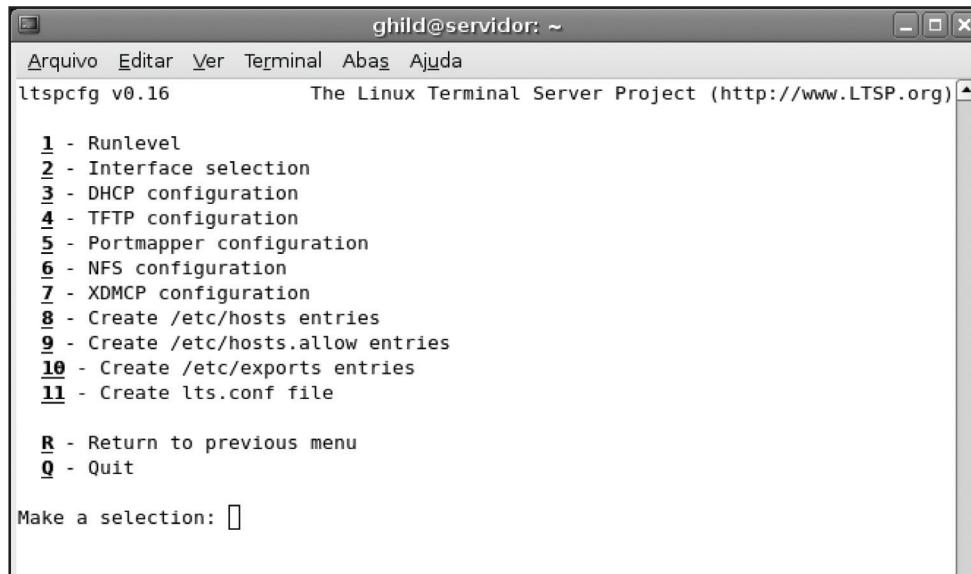 ghild@servidor: ~
Arquivo Editar Ver Terminal Abas Ajuda
ltspcfg v0.16 The Linux Terminal Server Project (http://www.LTSP.org)
1 - Runlevel
2 - Interface selection
3 - DHCP configuration
4 - TFTP configuration
5 - Portmapper configuration
6 - NFS configuration
7 - XDMCP configuration
8 - Create /etc/hosts entries
9 - Create /etc/hosts.allow entries
10 - Create /etc/exports entries
11 - Create lts.conf file
R - Return to previous menu
Q - Quit
Make a selection: